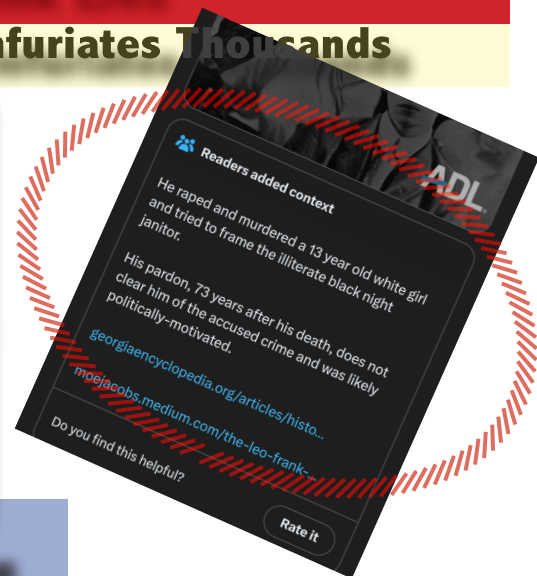 nfuriates Thousands
ADL
Readers added context
He raped and murdered a 13 year old white girl
and tried to frame the illiterate black night
janitor.
His pardon, 73 years after his death, does not
clear him of the accused crime and was likely
politically-motivated.
georgiaencyclopedia.org/articles/histo...
moejacobs.medium.com/the-leo-frank-...
Do you find this helpful?
Rate it